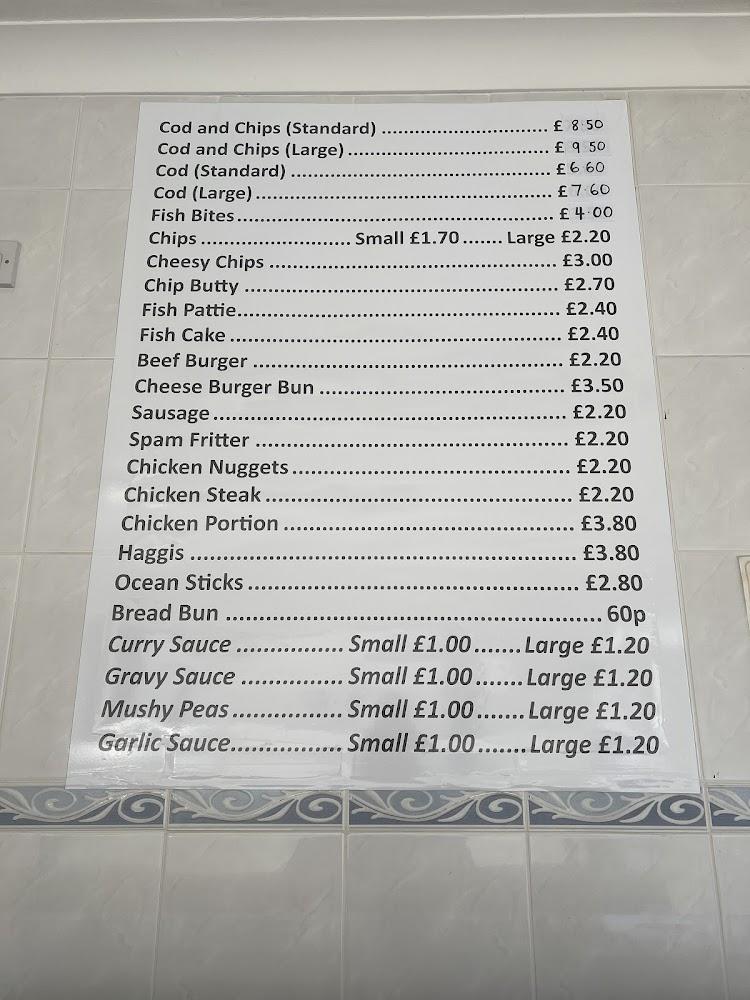 Cod and Chips (Standard) ................................ £ 8.50
Cod and Chips (Large) ...................................... £ 9 50
Cod (Standard) ................................................. £6 60
Cod (Large) ....................................................... £7.60
Fish Bites ........................................................... £ 4.00
Chips ........................... Small £1.70 ....... Large £2.20
Cheesy Chips ..................................................... £3.00
Chip Butty ......................................................... £2.70
Fish Pattie .......................................................... £2.40
Fish Cake ........................................................... £2.40
Beef Burger ....................................................... £2.20
Cheese Burger Bun ........................................... £3.50
Sausage ............................................................. £2.20
Spam Fritter ...................................................... £2.20
Chicken Nuggets ................................................ £2.20
Chicken Steak .................................................... £2.20
Chicken Portion ................................................. £3.80
Haggis ................................................................ £3.80
Ocean Sticks ...................................................... £2.80
Bread Bun ............................................................ 60p
Curry Sauce ................ Small £1.00 ....... Large £1.20
Gravy Sauce ............... Small £1.00 ....... Large £1.20
Mushy Peas ................ Small £1.00 ....... Large £1.20
Garlic Sauce ................ Small £1.00 ....... Large £1.20